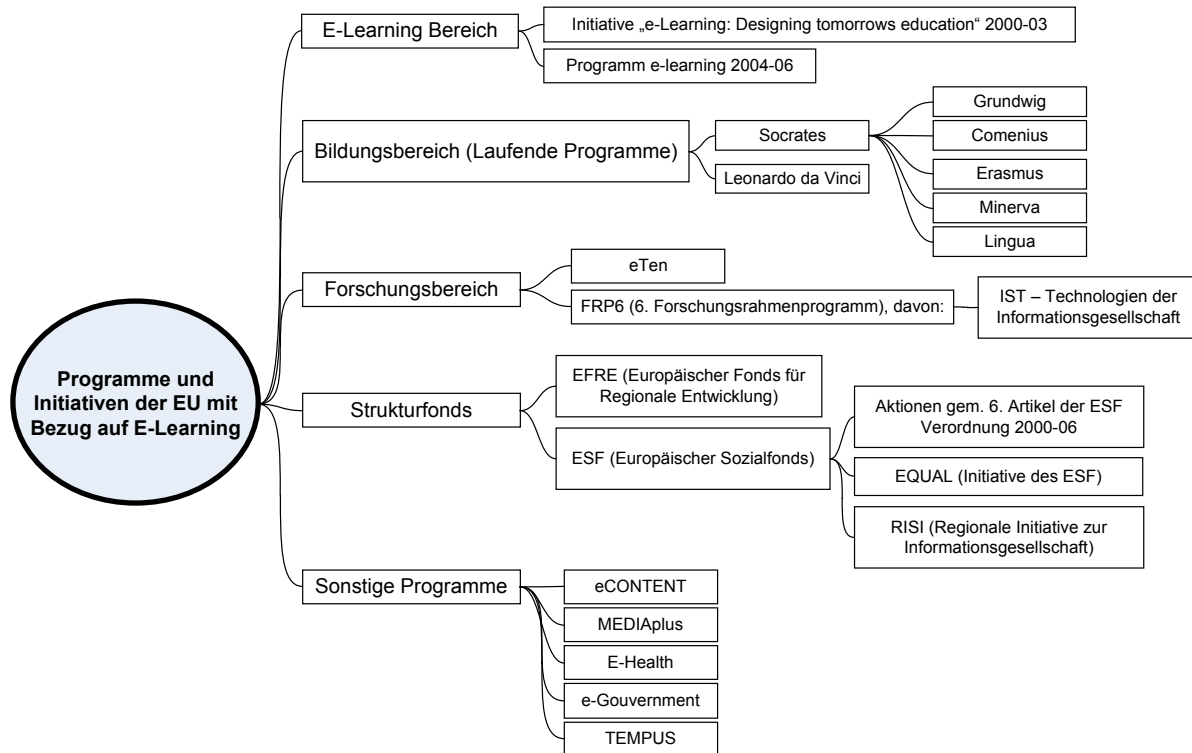 Programme und
Initiativen der EU mit
Bezug auf E-Learning
E-Learning Bereich
Initiative „e-Learning: Designing tomorrows education“ 2000-03
Programm e-learning 2004-06
Bildungsbereich (Laufende Programme)
Socrates
Grundwig
Comenius
Erasmus
Minerva
Lingua
Leonardo da Vinci
Forschungsbereich
eTen
FRP6 (6. Forschungsrahmenprogramm), davon:
IST – Technologien der
Informationsgesellschaft
Strukturfonds
EFRE (Europäischer Fonds für
Regionale Entwicklung)
ESF (Europäischer Sozialfonds)
Aktionen gem. 6. Artikel der ESF
Verordnung 2000-06
EQUAL (Initiative des ESF)
RISI (Regionale Initiative zur
Informationsgesellschaft)
Sonstige Programme
eCONTENT
MEDIAplus
E-Health
e-Gouvernment
TEMPUS